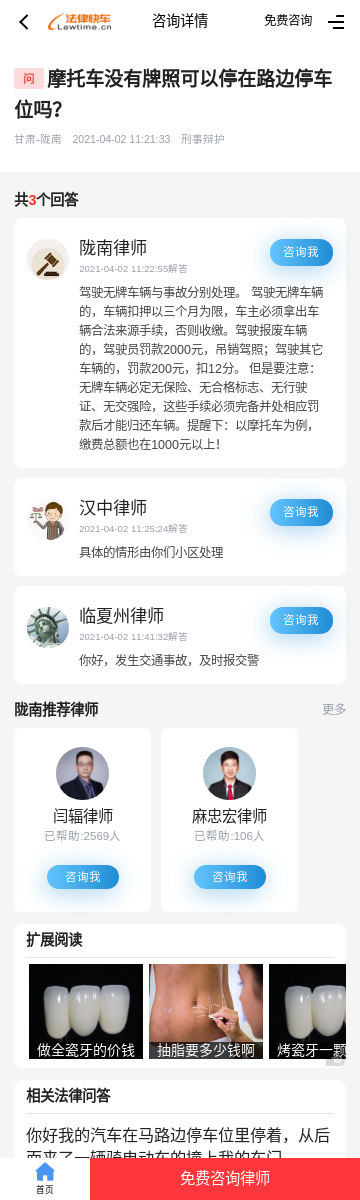 法律快车
Lawtime.cn
咨询详情
免费咨询
问 摩托车没有牌照可以停在路边停车
位吗？
甘肃-陇南 2021-04-02 11:21:33 刑事辩护
共3个回答
陇南律师
咨询我
2021-04-02 11:22:55解答
驾驶无牌车辆与事故分别处理。 驾驶无牌车辆
的，车辆扣押以三个月为限，车主必须拿出车
辆合法来源手续，否则收缴。驾驶报废车辆
的，驾驶员罚款2000元，吊销驾照；驾驶其它
车辆的，罚款200元，扣12分。 但是要注意：
无牌车辆必定无保险、无合格标志、无行驶
证、无交强险，这些手续必须完备并处相应罚
款后才能归还车辆。提醒下：以摩托车为例，
缴费总额也在1000元以上！
汉中律师
咨询我
2021-04-02 11:25:24解答
具体的情形由你们小区处理
临夏州律师
咨询我
2021-04-02 11:41:32解答
你好，发生交通事故，及时报交警
陇南推荐律师
更多
闫辐律师
已帮助:2569人
咨询我
麻忠宏律师
已帮助:106人
咨询我
扩展阅读
做全瓷牙的价钱
抽脂要多少钱啊
烤瓷牙一颗
相关法律问答
你好我的汽车在马路边停车位里停着，从后
面来了一辆骑电动车的撞上我的车门
首页
免费咨询律师